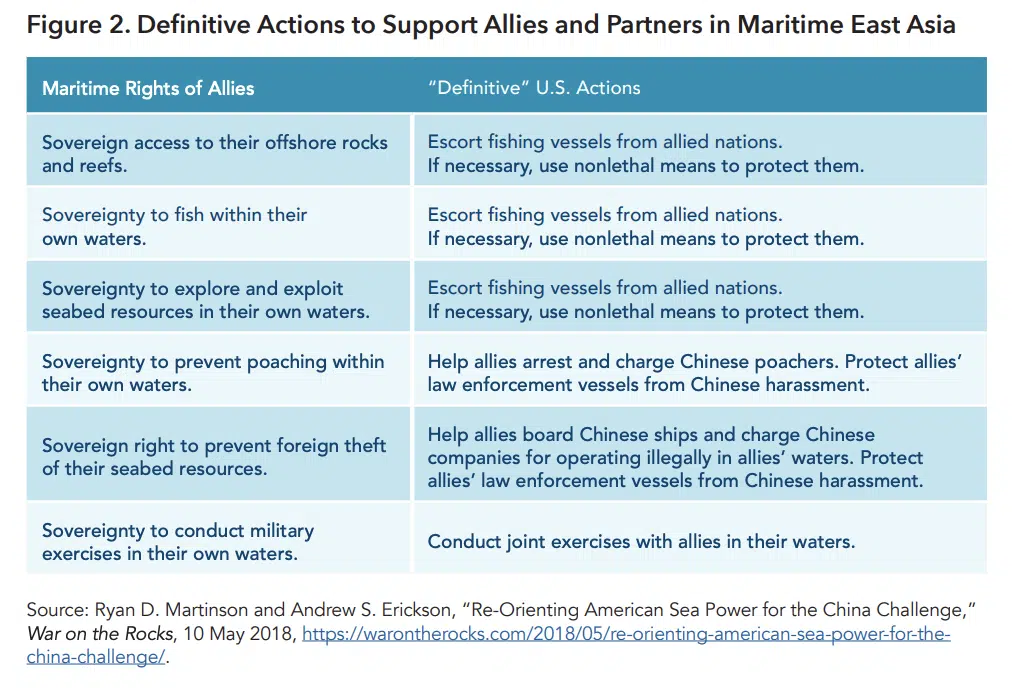 Figure 2. Definitive Actions to Support Allies and Partners in Maritime East Asia
Maritime Rights of Allies
“Definitive” U.S. Actions
Sovereign access to their offshore rocks
and reefs.
Escort fishing vessels from allied nations.
If necessary, use nonlethal means to protect them.
Sovereignty to fish within their
own waters.
Escort fishing vessels from allied nations.
If necessary, use nonlethal means to protect them.
Sovereignty to explore and exploit
seabed resources in their own waters.
Escort fishing vessels from allied nations.
If necessary, use nonlethal means to protect them.
Sovereignty to prevent poaching within
their own waters.
Help allies arrest and charge Chinese poachers. Protect allies’
law enforcement vessels from Chinese harassment.
Sovereign right to prevent foreign theft
of their seabed resources.
Help allies board Chinese ships and charge Chinese
companies for operating illegally in allies’ waters. Protect
allies’ law enforcement vessels from Chinese harassment.
Sovereignty to conduct military
exercises in their own waters.
Conduct joint exercises with allies in their waters.
Source: Ryan D. Martinson and Andrew S. Erickson, “Re-Orienting American Sea Power for the China Challenge,”
War on the Rocks, 10 May 2018, https://warontherocks.com/2018/05/re-orienting-american-sea-power-for-the-
china-challenge/.